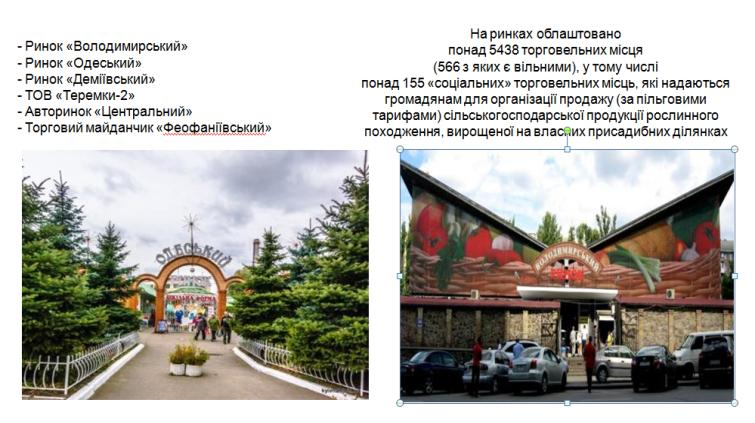 - Ринок «Володимирський»
- Ринок «Одеський»
- Ринок «Деміївський»
- ТОВ «Теремки-2»
- Авторинок «Центральний»
- Торговий майданчик «Феофаніївський»
На ринках облаштовано
понад 5438 торговельних місця
(566 з яких є вільними), у тому числі
понад 155 «соціальних» торговельних місць, які надаються
громадянам для організації продажу (за пільговими
тарифами) сільськогосподарської продукції рослинного
походження, вирощеної на власних присадибних ділянках
ОДЕСЬКИЙ
ШКІЛЬНА ФОРМА
ВОЛОДИМИРСЬКИЙ